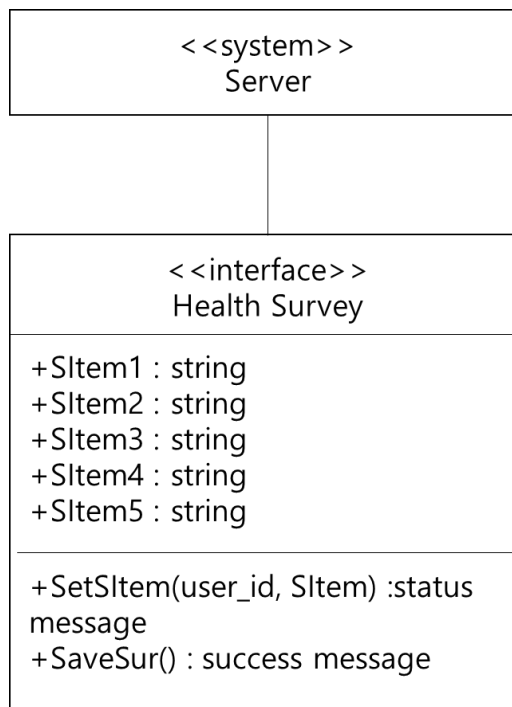 <<system>>
Server
<<interface>>
Health Survey
+SItem1 : string
+SItem2 : string
+SItem3 : string
+SItem4 : string
+SItem5 : string
+SetSItem(user_id, SItem) :status
message
+SaveSur() : success message